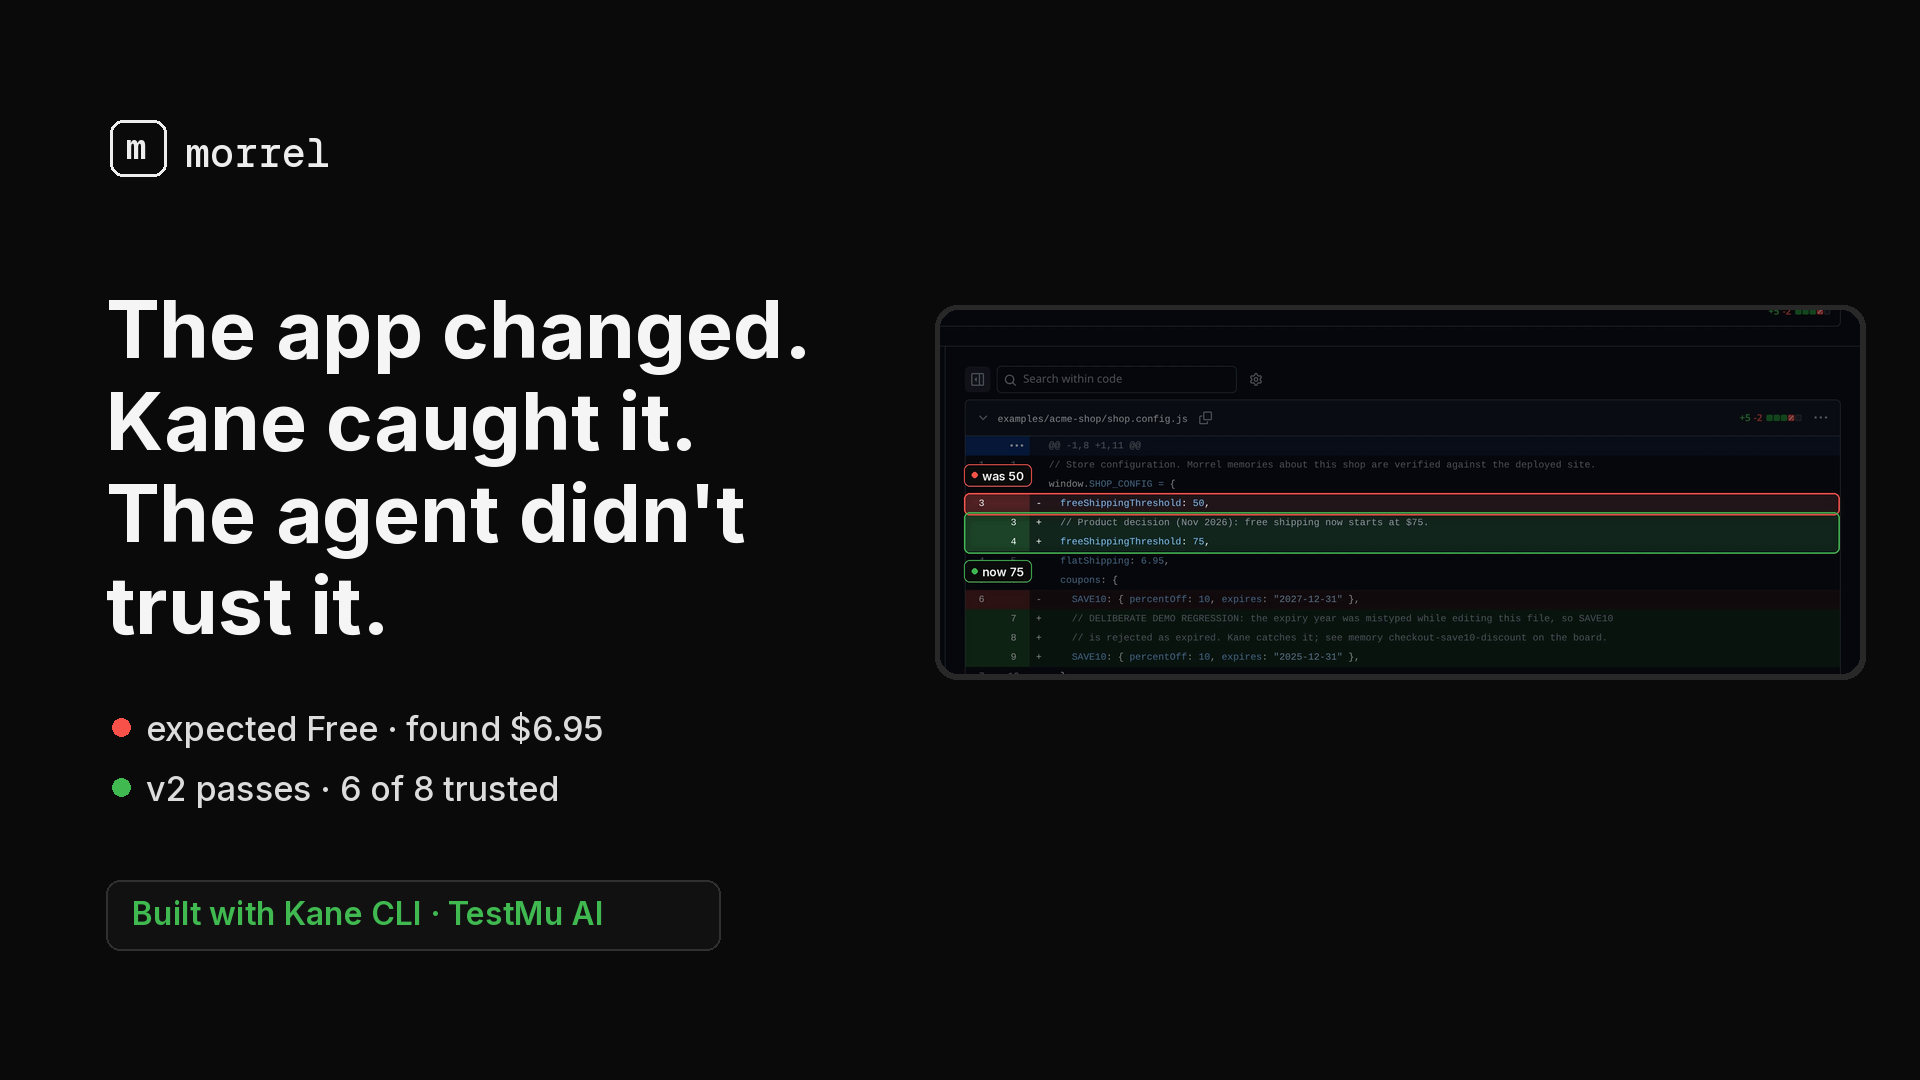 m morrel
The app changed.
Kane caught it.
The agent didn't
trust it.
expected Free · found $6.95
v2 passes · 6 of 8 trusted
Built with Kane CLI · TestMu AI
+5 -2
Search within code
examples/acme-shop/shop.config.js +5 -2
@@ -1,8 +1,11 @@
// Store configuration. Morrel memories about this shop are verified against the deployed site.
was 50
window.SHOP_CONFIG = {
3 - freeShippingThreshold: 50,
3 + // Product decision (Nov 2026): free shipping now starts at $75.
4 + freeShippingThreshold: 75,
flatShipping: 6.95,
now 75
coupons: {
6 - SAVE10: { percentOff: 10, expires: "2027-12-31" },
7 + // DELIBERATE DEMO REGRESSION: the expiry year was mistyped while editing this file, so SAVE10
8 + // is rejected as expired. Kane catches it; see memory checkout-save10-discount on the board.
9 + SAVE10: { percentOff: 10, expires: "2025-12-31" },